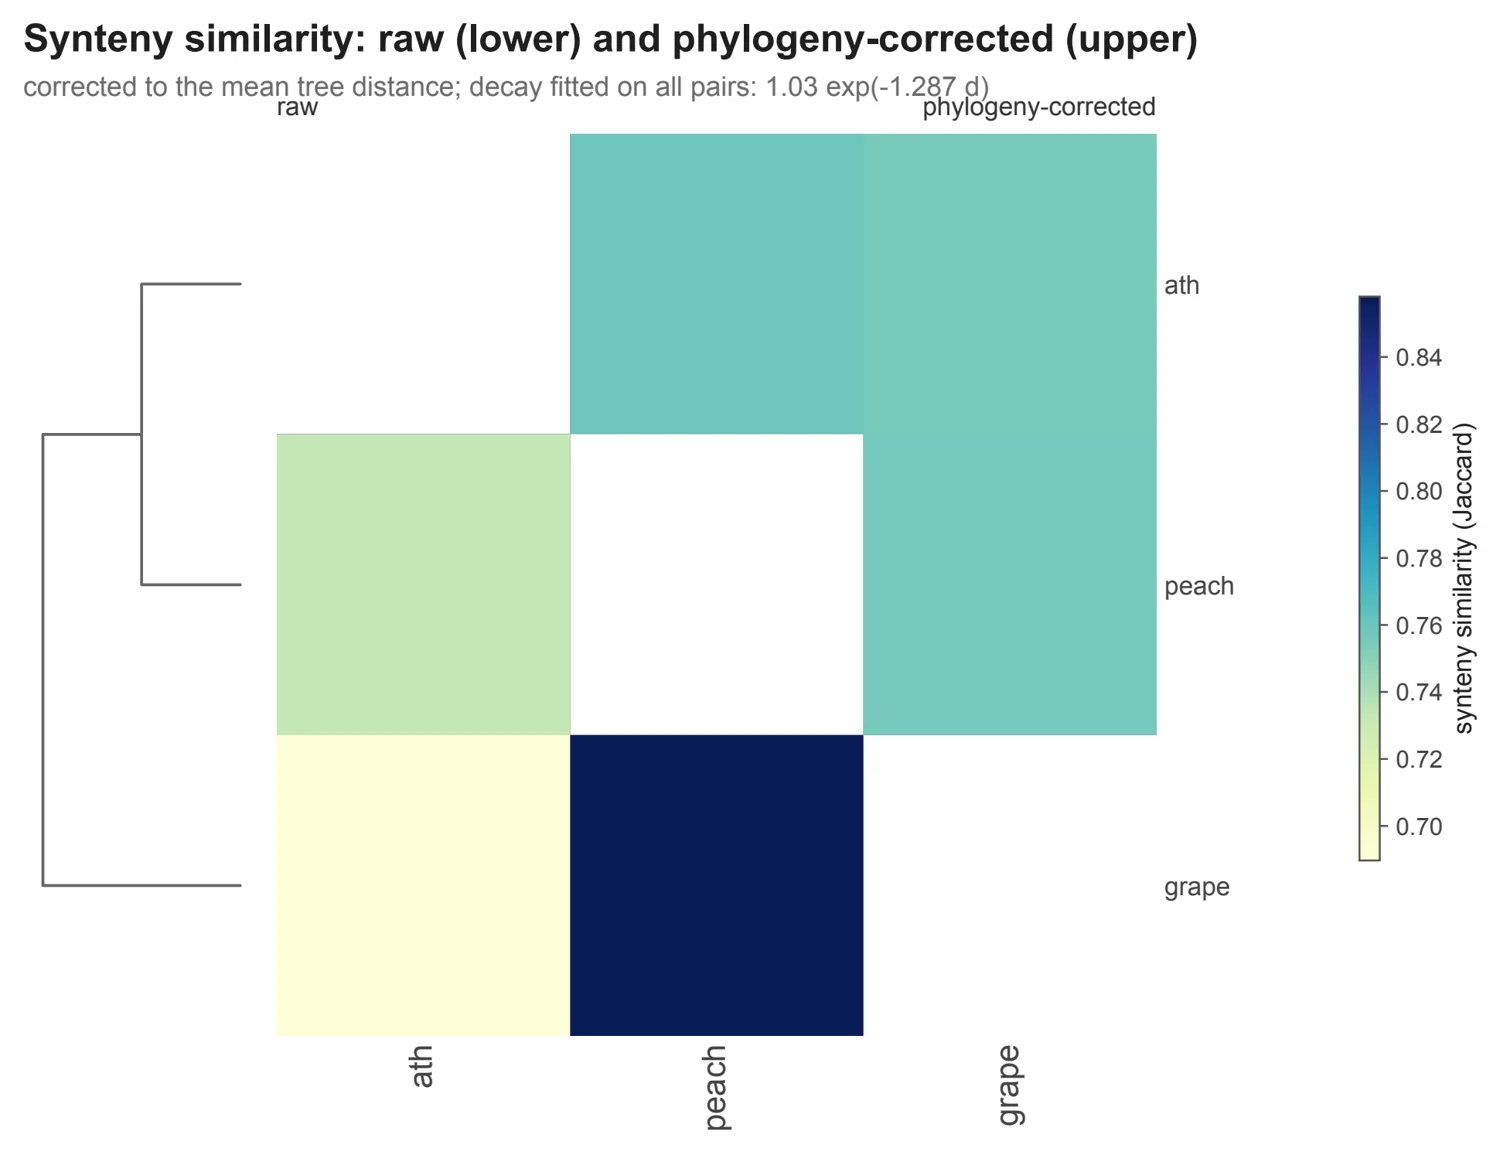 Synteny similarity: raw (lower) and phylogeny-corrected (upper)
corrected to the mean tree distance; decay fitted on all pairs: 1.03 exp(-1.287 d)
raw
phylogeny-corrected
ath
peach
grape
ath
peach
grape
0.84
0.82
0.80
0.78
0.76
0.74
0.72
0.70
synteny similarity (Jaccard)